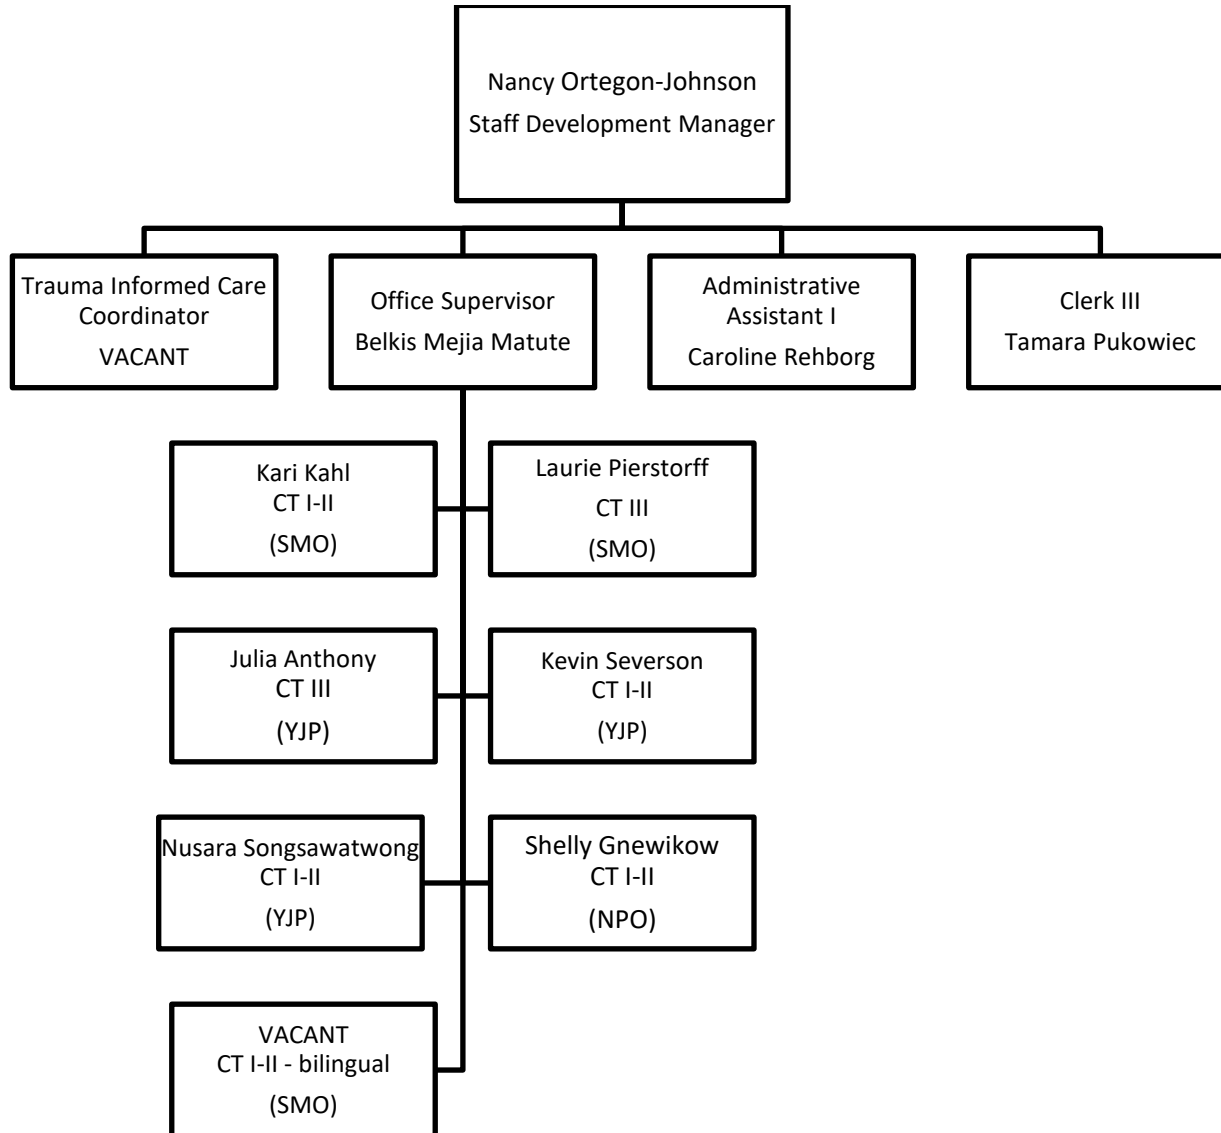 Nancy Ortegon-Johnson
Staff Development Manager
Trauma Informed Care
Coordinator
VACANT
Office Supervisor
Belkis Mejia Matute
Administrative
Assistant I
Caroline Rehborg
Clerk III
Tamara Pukowiec
Kari Kahl
CT I-II
(SMO)
Laurie Pierstorff
CT III
(SMO)
Julia Anthony
CT III
(YJP)
Kevin Severson
CT I-II
(YJP)
Nusara Songsawatwong
CT I-II
(YJP)
Shelly Gnewikow
CT I-II
(NPO)
VACANT
CT I-II - bilingual
(SMO)